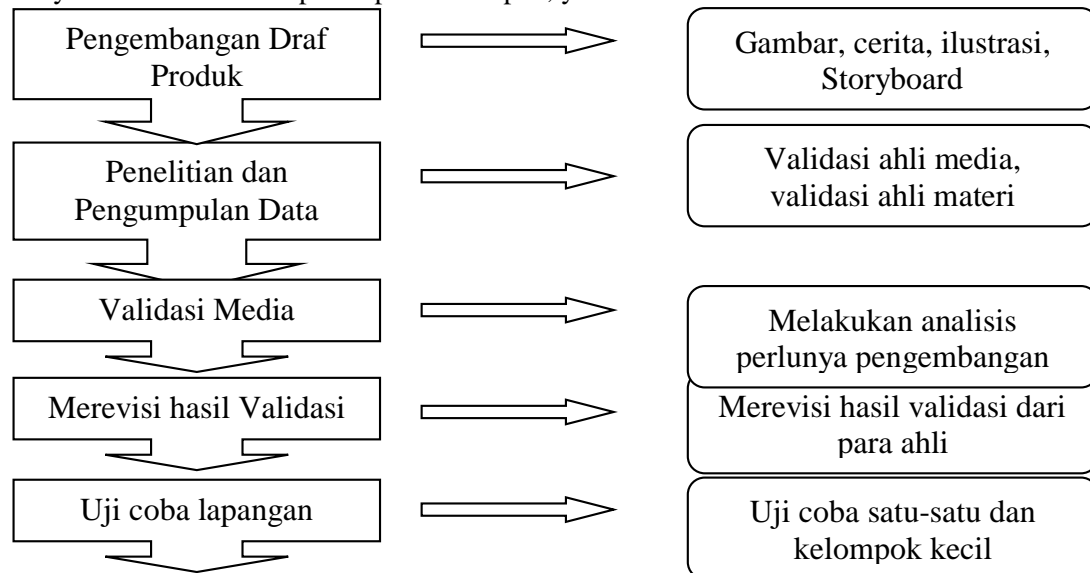 Pengembangan Draf
Produk
Gambar, cerita, ilustrasi,
Storyboard
Penelitian dan
Pengumpulan Data
Validasi ahli media,
validasi ahli materi
Validasi Media
Melakukan analisis
perlunya pengembangan
Merevisi hasil Validasi
Merevisi hasil validasi dari
para ahli
Uji coba lapangan
Uji coba satu-satu dan
kelompok kecil